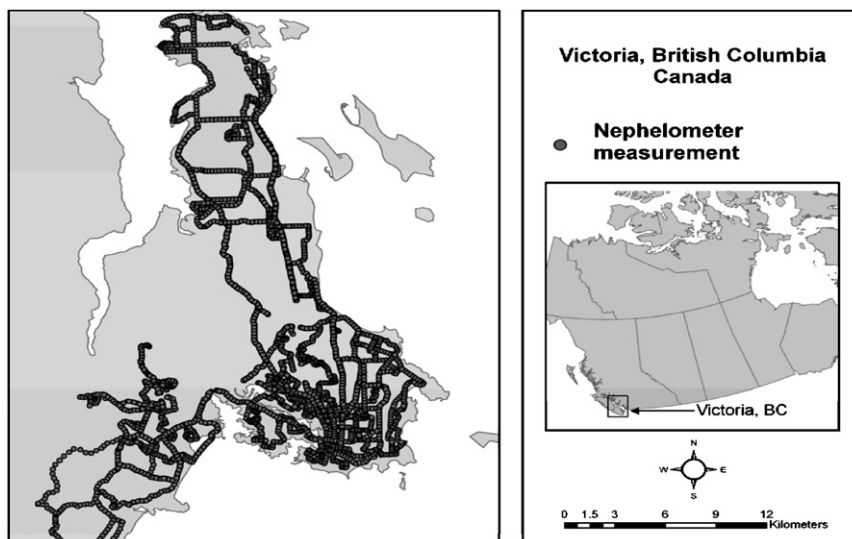 Victoria, British Columbia
Canada
Nephelometer
measurement
Victoria, BC
N
W E
S
0 1.5 3 6 9 12
Kilometers